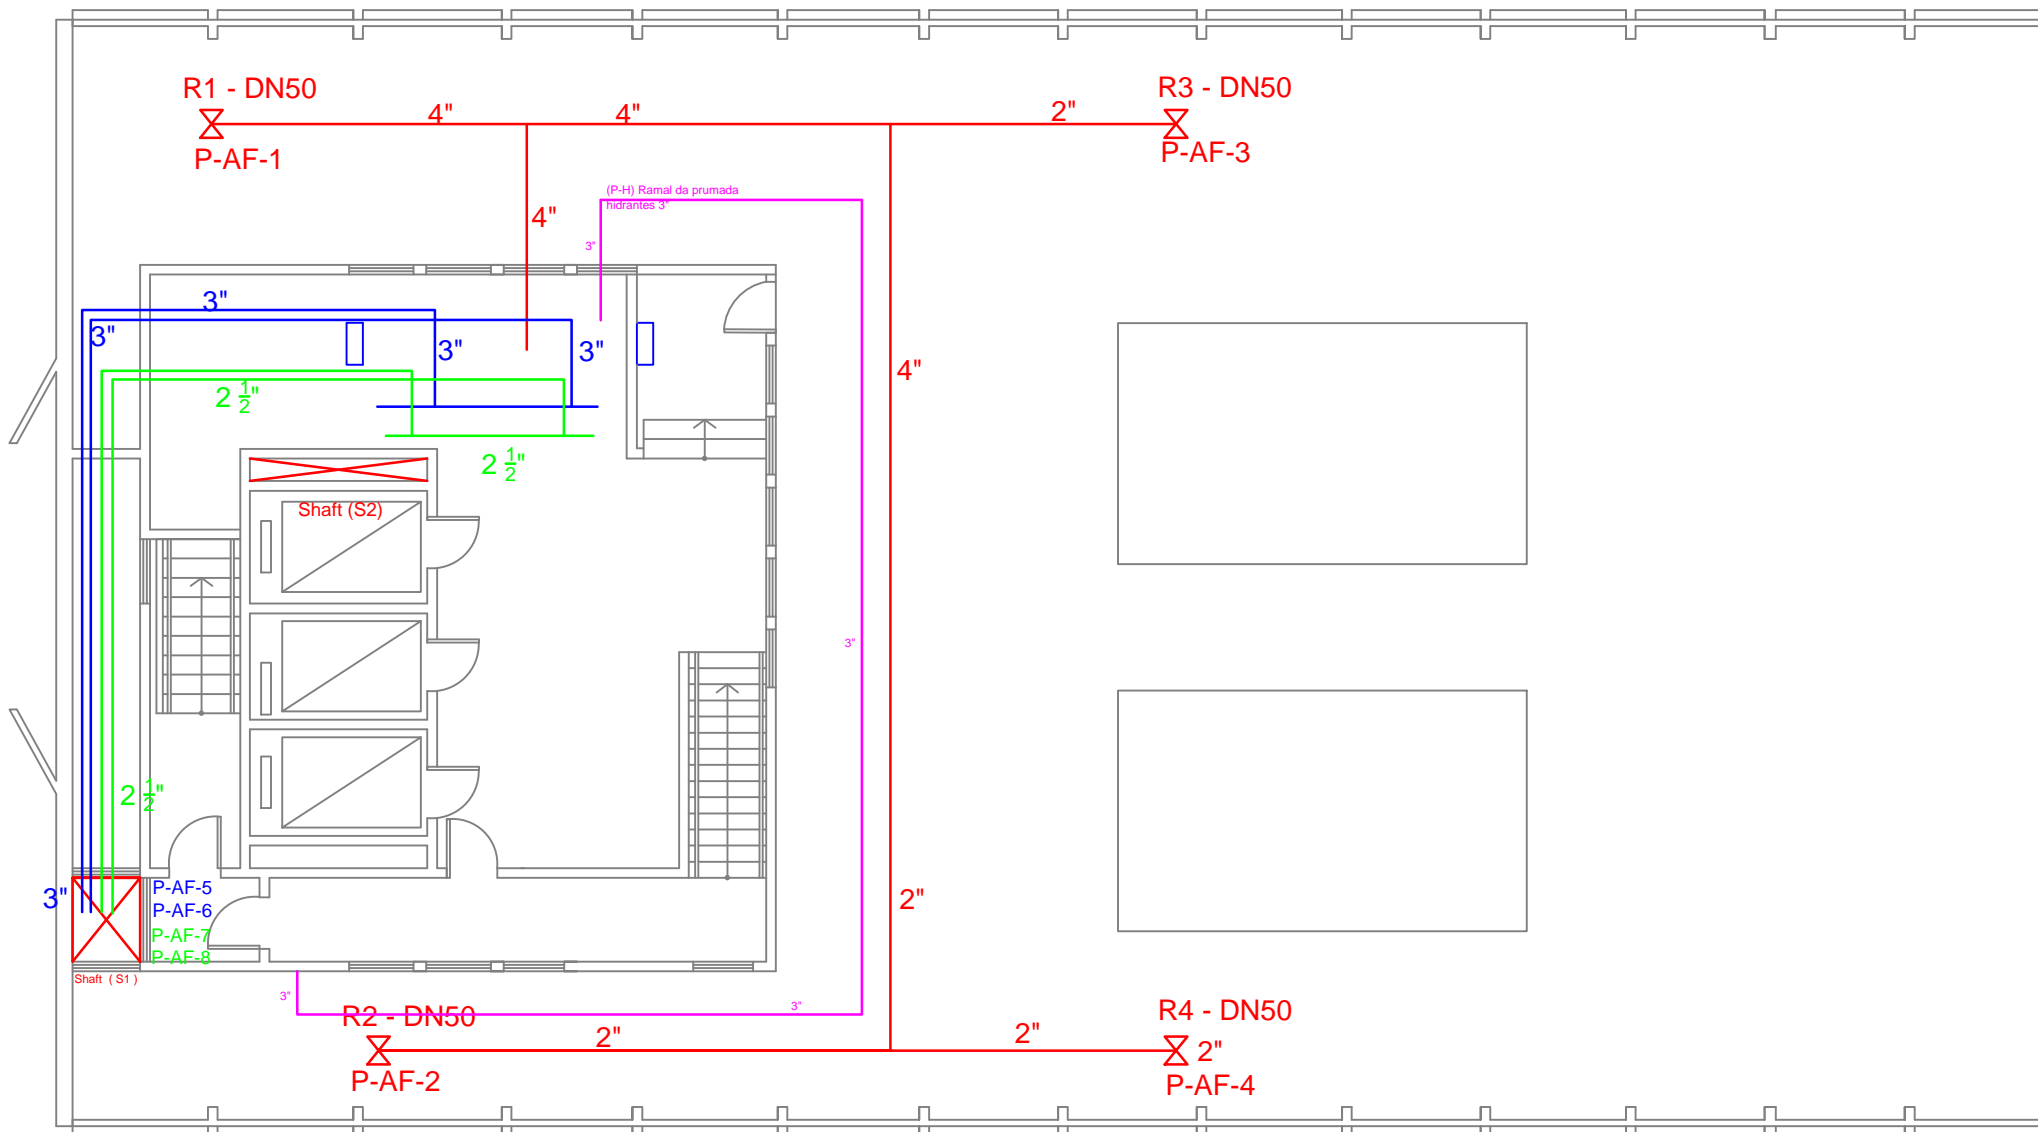 R1 - DN50
R3 - DN50
4"
4"
2"
P-AF-1
P-AF-3
(P-H) Ramal da prumada
hidrantes 3"
4"
3"
3"
3"
3"
3"
4"
2 1/2"
2 1/2"
Shaft (S2)
3"
2 1/2"
3"
P-AF-5
P-AF-6
P-AF-7
P-AF-8
2"
Shaft ( S1 )
3"
3"
R2 - DN50
R4 - DN50
2"
2"
2"
P-AF-2
P-AF-4